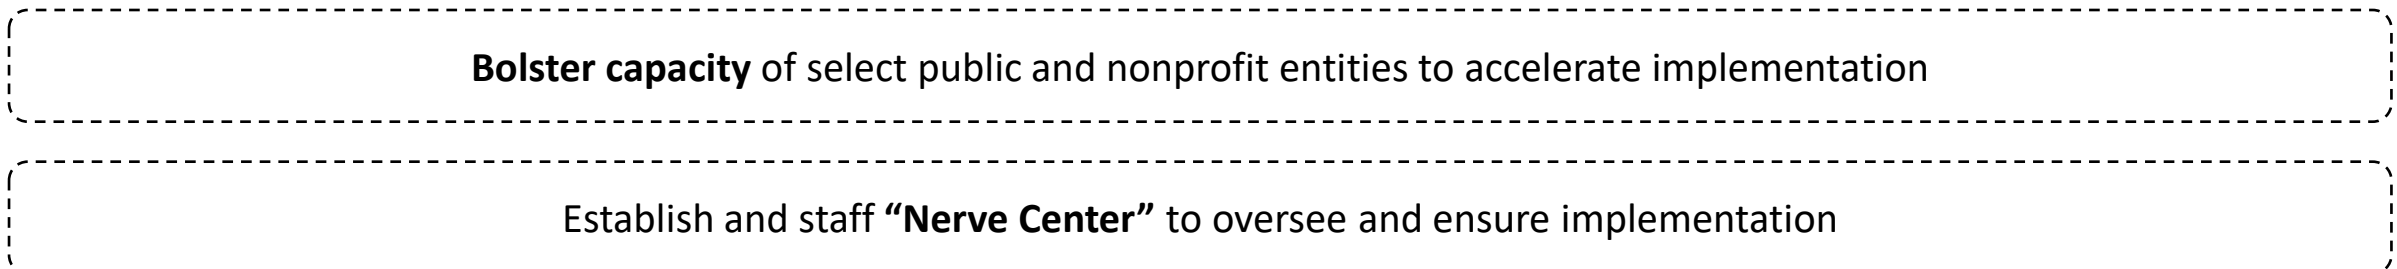 Bolster capacity of select public and nonprofit entities to accelerate implementation
Establish and staff “Nerve Center” to oversee and ensure implementation